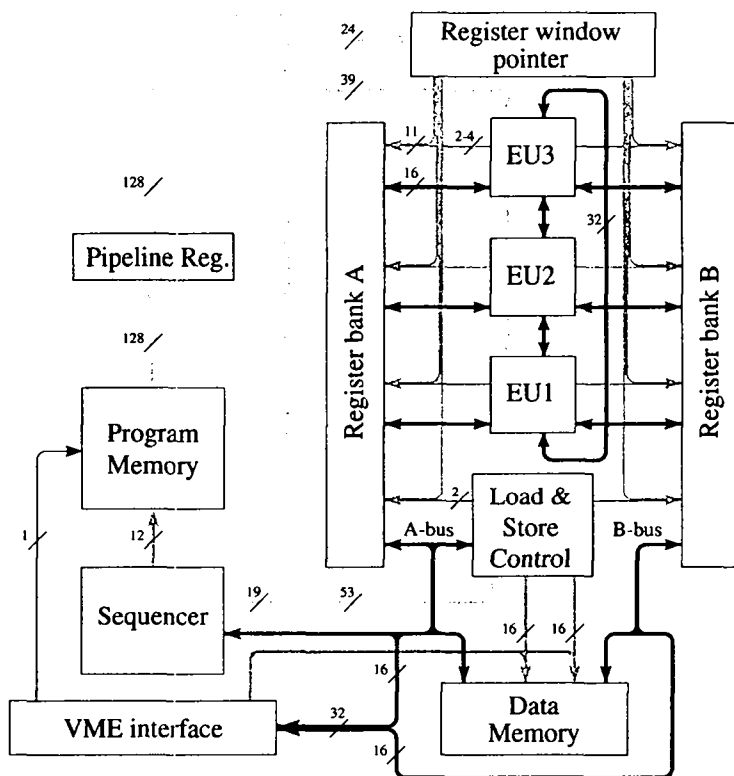 24
Register window
pointer
39
11
2-4
EU3
128
16
32
Pipeline Reg.
Register bank A
EU2
Register bank B
128
EU1
Program
Memory
2
Load &
Store
Control
A-bus
B-bus
1
12
Sequencer
19
53
16
16
16
VME interface
32
Data
Memory
16